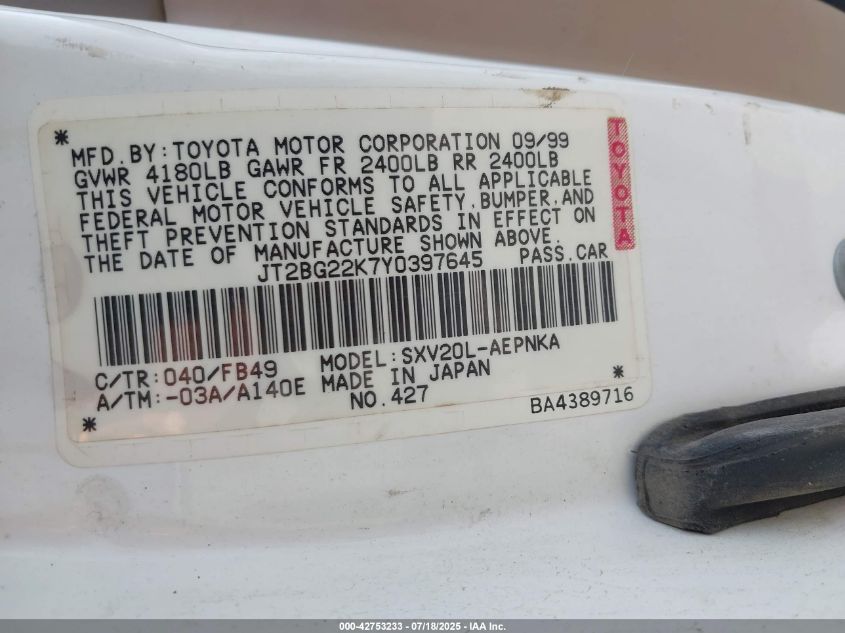 *
MFD. BY: TOYOTA MOTOR CORPORATION 09/99
GVWR 4180LB GAWR FR 2400LB RR 2400LB
THIS VEHICLE CONFORMS TO ALL APPLICABLE
FEDERAL MOTOR VEHICLE SAFETY, BUMPER, AND
THEFT PREVENTION STANDARDS IN EFFECT ON
THE DATE OF MANUFACTURE SHOWN ABOVE.
JT2BG22K7Y0397645 PASS. CAR
TOYOTA
C/TR: 040/FB49 MODEL: SXV20L-AEPNKA
A/TM: -03A/A140E MADE IN JAPAN *
* NO. 427 BA4389716
000-42753233 - 07/18/2025 - IAA Inc.